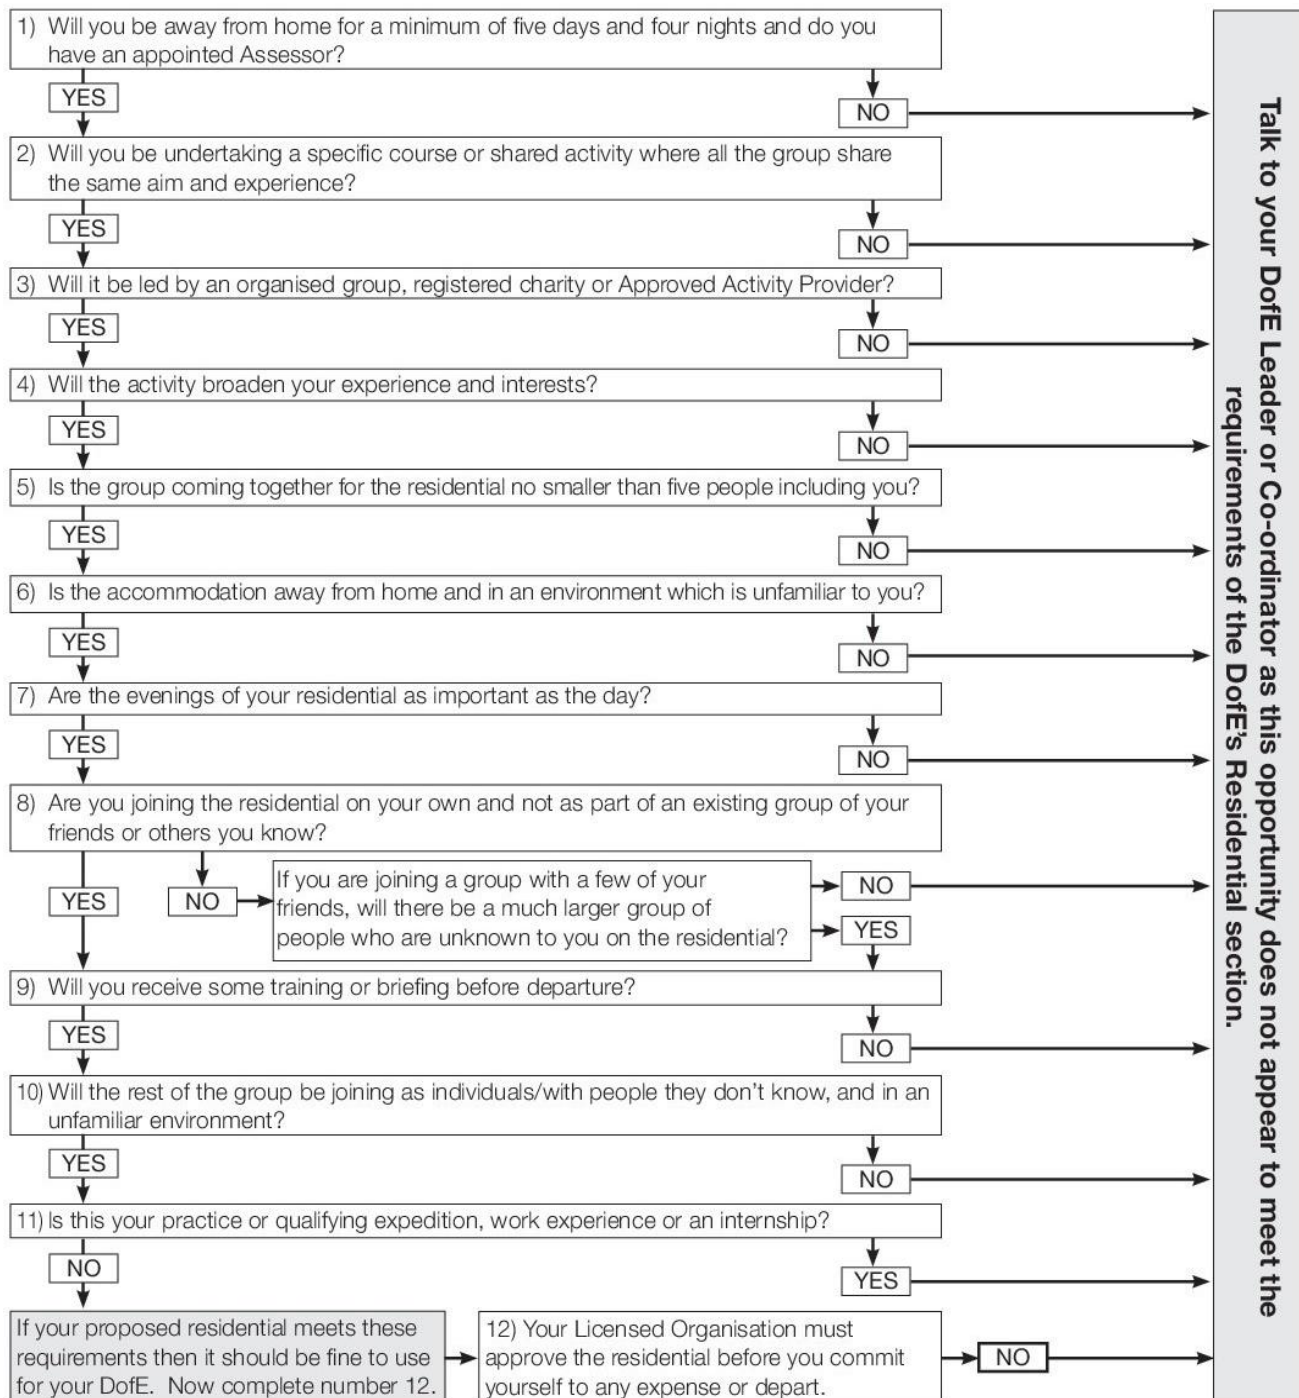 1) Will you be away from home for a minimum of five days and four nights and do you
have an appointed Assessor?
YES
NO
2) Will you be undertaking a specific course or shared activity where all the group share
the same aim and experience?
YES
NO
3) Will it be led by an organised group, registered charity or Approved Activity Provider?
YES
NO
4) Will the activity broaden your experience and interests?
YES
NO
5) Is the group coming together for the residential no smaller than five people including you?
YES
NO
6) Is the accommodation away from home and in an environment which is unfamiliar to you?
YES
NO
7) Are the evenings of your residential as important as the day?
YES
NO
8) Are you joining the residential on your own and not as part of an existing group of your
friends or others you know?
YES
NO
If you are joining a group with a few of your
friends, will there be a much larger group of
people who are unknown to you on the residential?
NO
YES
9) Will you receive some training or briefing before departure?
YES
NO
10) Will the rest of the group be joining as individuals/with people they don't know, and in an
unfamiliar environment?
YES
NO
11) Is this your practice or qualifying expedition, work experience or an internship?
NO
YES
If your proposed residential meets these
requirements then it should be fine to use
for your DofE. Now complete number 12.
12) Your Licensed Organisation must
approve the residential before you commit
yourself to any expense or depart.
NO
Talk to your DofE Leader or Co-ordinator as this opportunity does not appear to meet the
requirements of the DofE's Residential section.